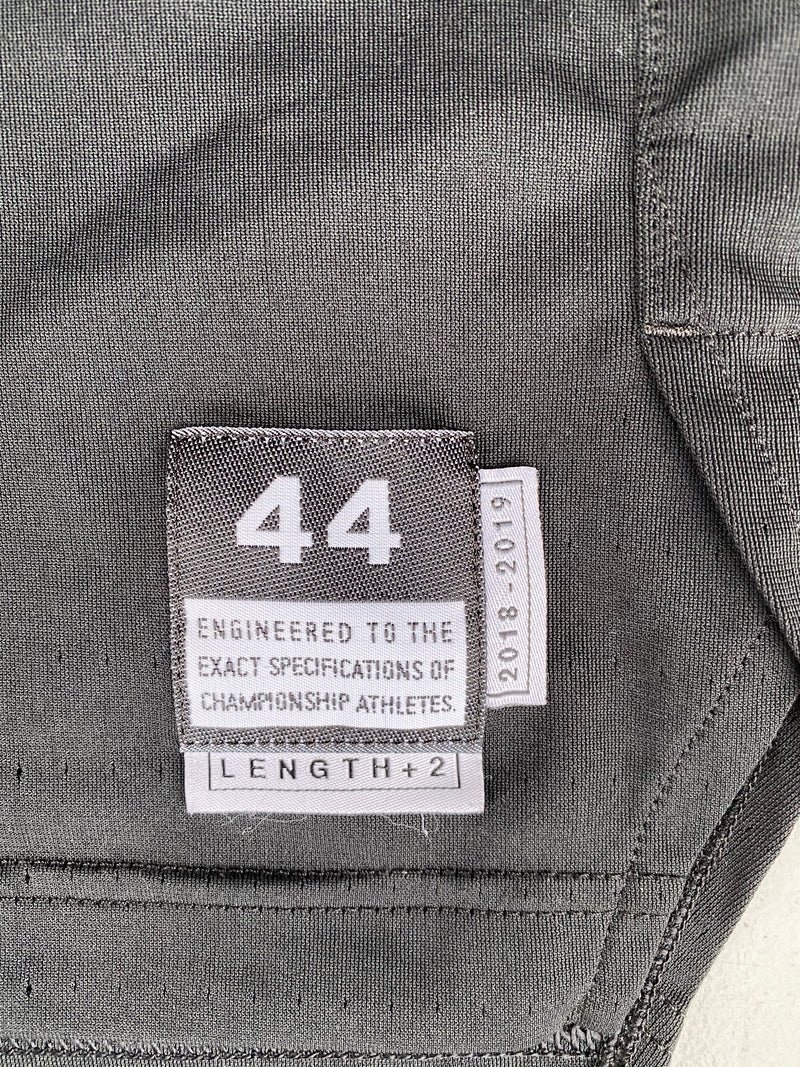 44
ENGINEERED TO THE
EXACT SPECIFICATIONS OF
CHAMPIONSHIP ATHLETES.
LENGTH+2
2018-2019